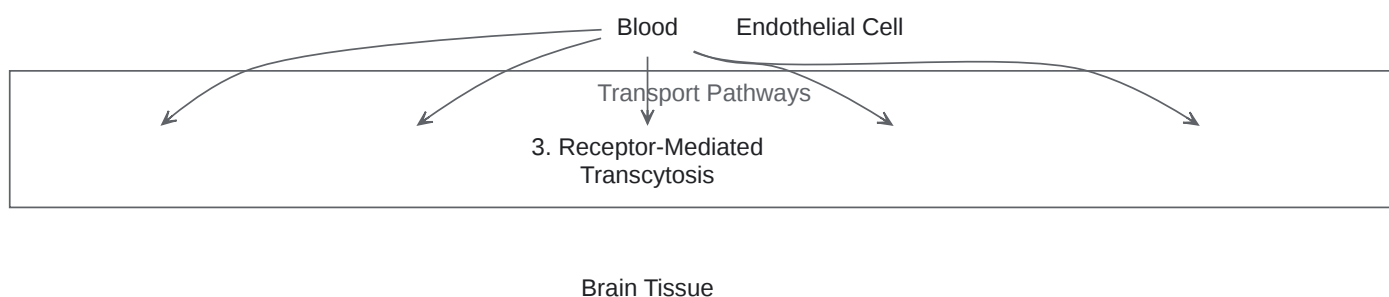 Blood
Endothelial Cell
Transport Pathways
3. Receptor-Mediated
Transcytosis
Brain Tissue